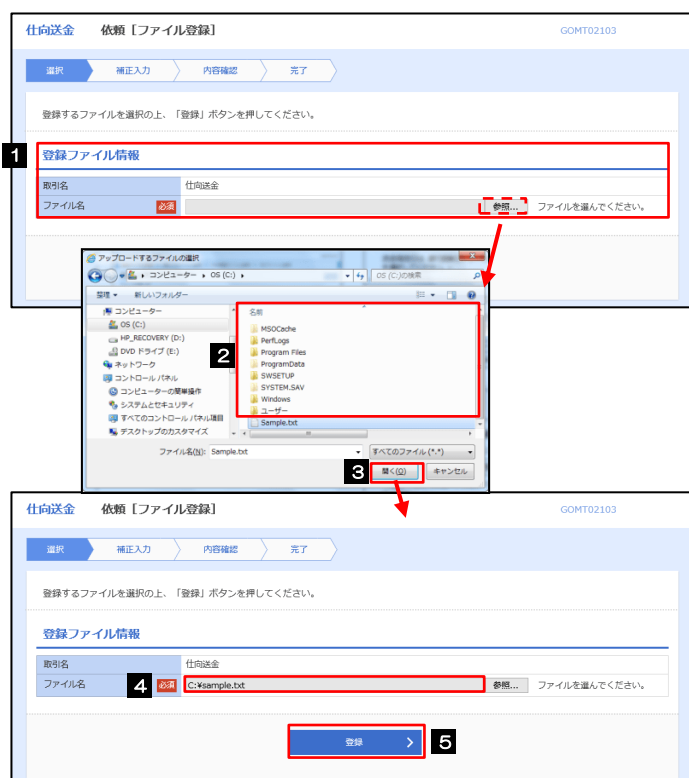 仕向送金 依頼［ファイル登録］ GOMT02103
選択 補正入力 内容確認 完了
登録するファイルを選択の上、「登録」ボタンを押してください。
1
登録ファイル情報
取引名 仕向送金
ファイル名 必須 参照... ファイルを選んでください。
アップロードするファイルの選択
コンピューター OS (C:) OS (C:)の検索
整理 新しいフォルダー
コンピューター
OS (C:)
HP_RECOVERY (D:)
DVD ドライブ (E:)
ネットワーク
コントロール パネル
コンピューターの簡単操作
システムとセキュリティ
すべてのコントロール パネル項目
デスクトップのカスタマイズ
2
名前
MSOCache
PerfLogs
Program Files
ProgramData
SWSETUP
SYSTEM.SAV
Windows
ユーザー
Sample.txt
ファイル名(N): Sample.txt すべてのファイル (*.*)
3 開く(O) キャンセル
仕向送金 依頼［ファイル登録］ GOMT02103
選択 補正入力 内容確認 完了
登録するファイルを選択の上、「登録」ボタンを押してください。
登録ファイル情報
取引名 仕向送金
ファイル名 4 必須 C:¥sample.txt 参照... ファイルを選んでください。
登録 5